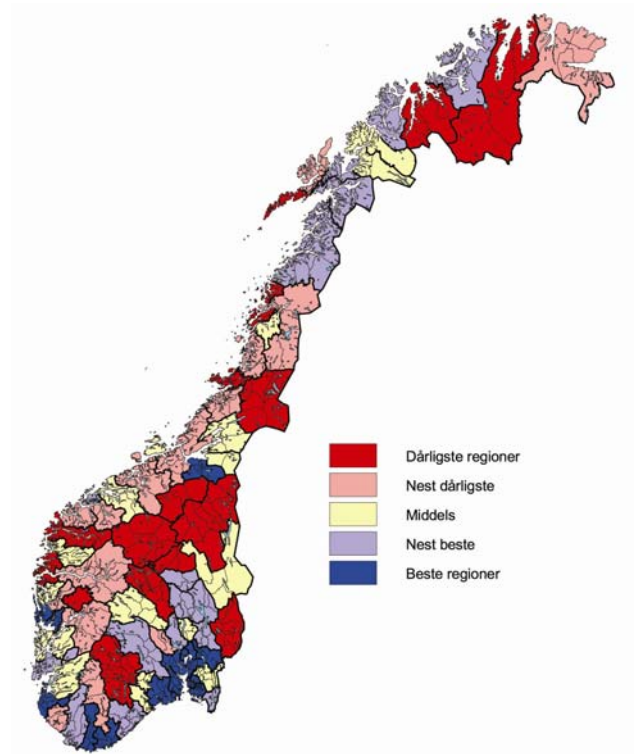 Dårligste regioner
Nest dårligste
Middels
Nest beste
Beste regioner